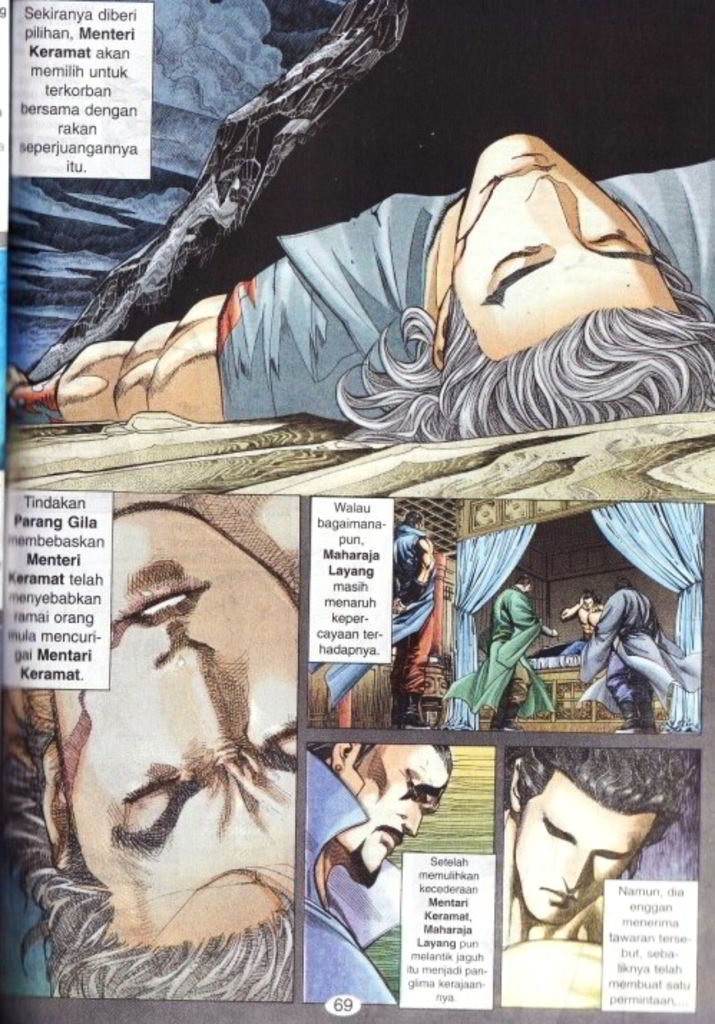 Sekiranya diberi
pilihan, Menteri
Keramat akan
memilih untuk
terkorban
bersama dengan
rakan
seperjuangannya
itu.
Tindakan
Parang Gila
membebaskan
Menteri
Keramat telah
menyebabkan
ramai orang
mula mencuri-
gai Mentari
Keramat.
Walau
bagaimana-
pun,
Maharaja
Layang
masih
menaruh
keper-
cayaan ter-
hadapnya.
Setelah
memulihkan
kecederaan
Mentari
Keramat,
Maharaja
Layang pun
melantik jaguh
itu menjadi pan-
glima kerajaan-
nya.
Namun, dia
enggan
menerima
tawaran terse-
but, seba-
liknya telah
membuat satu
permintaan,...
69